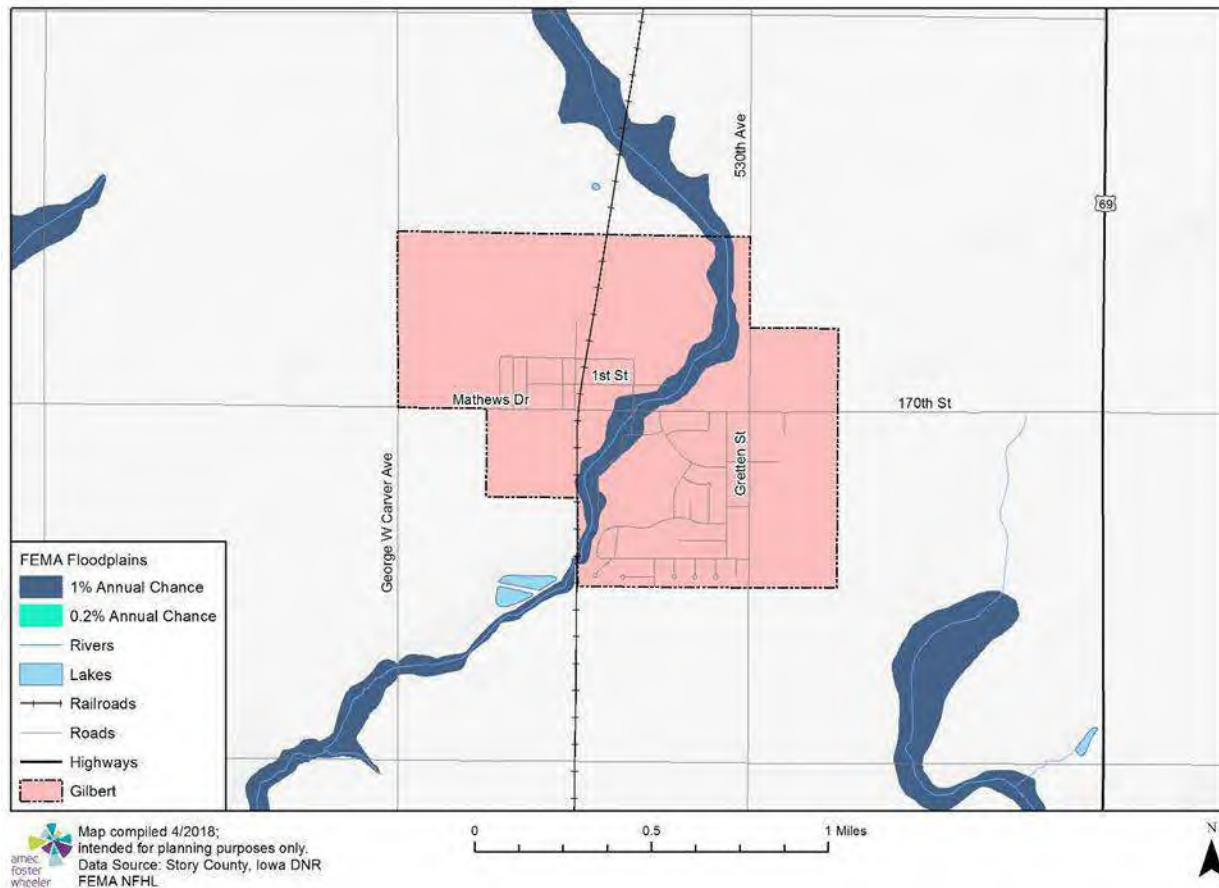 530th Ave
69
1st St
Mathews Dr
170th St
Gretten St
George W Carver Ave
FEMA Floodplains
1% Annual Chance
0.2% Annual Chance
Rivers
Lakes
Railroads
Roads
Highways
Gilbert
amec
foster
wheeler
Map compiled 4/2018;
intended for planning purposes only.
Data Source: Story County, Iowa DNR
FEMA NFHL
0 0.5 1 Miles
N